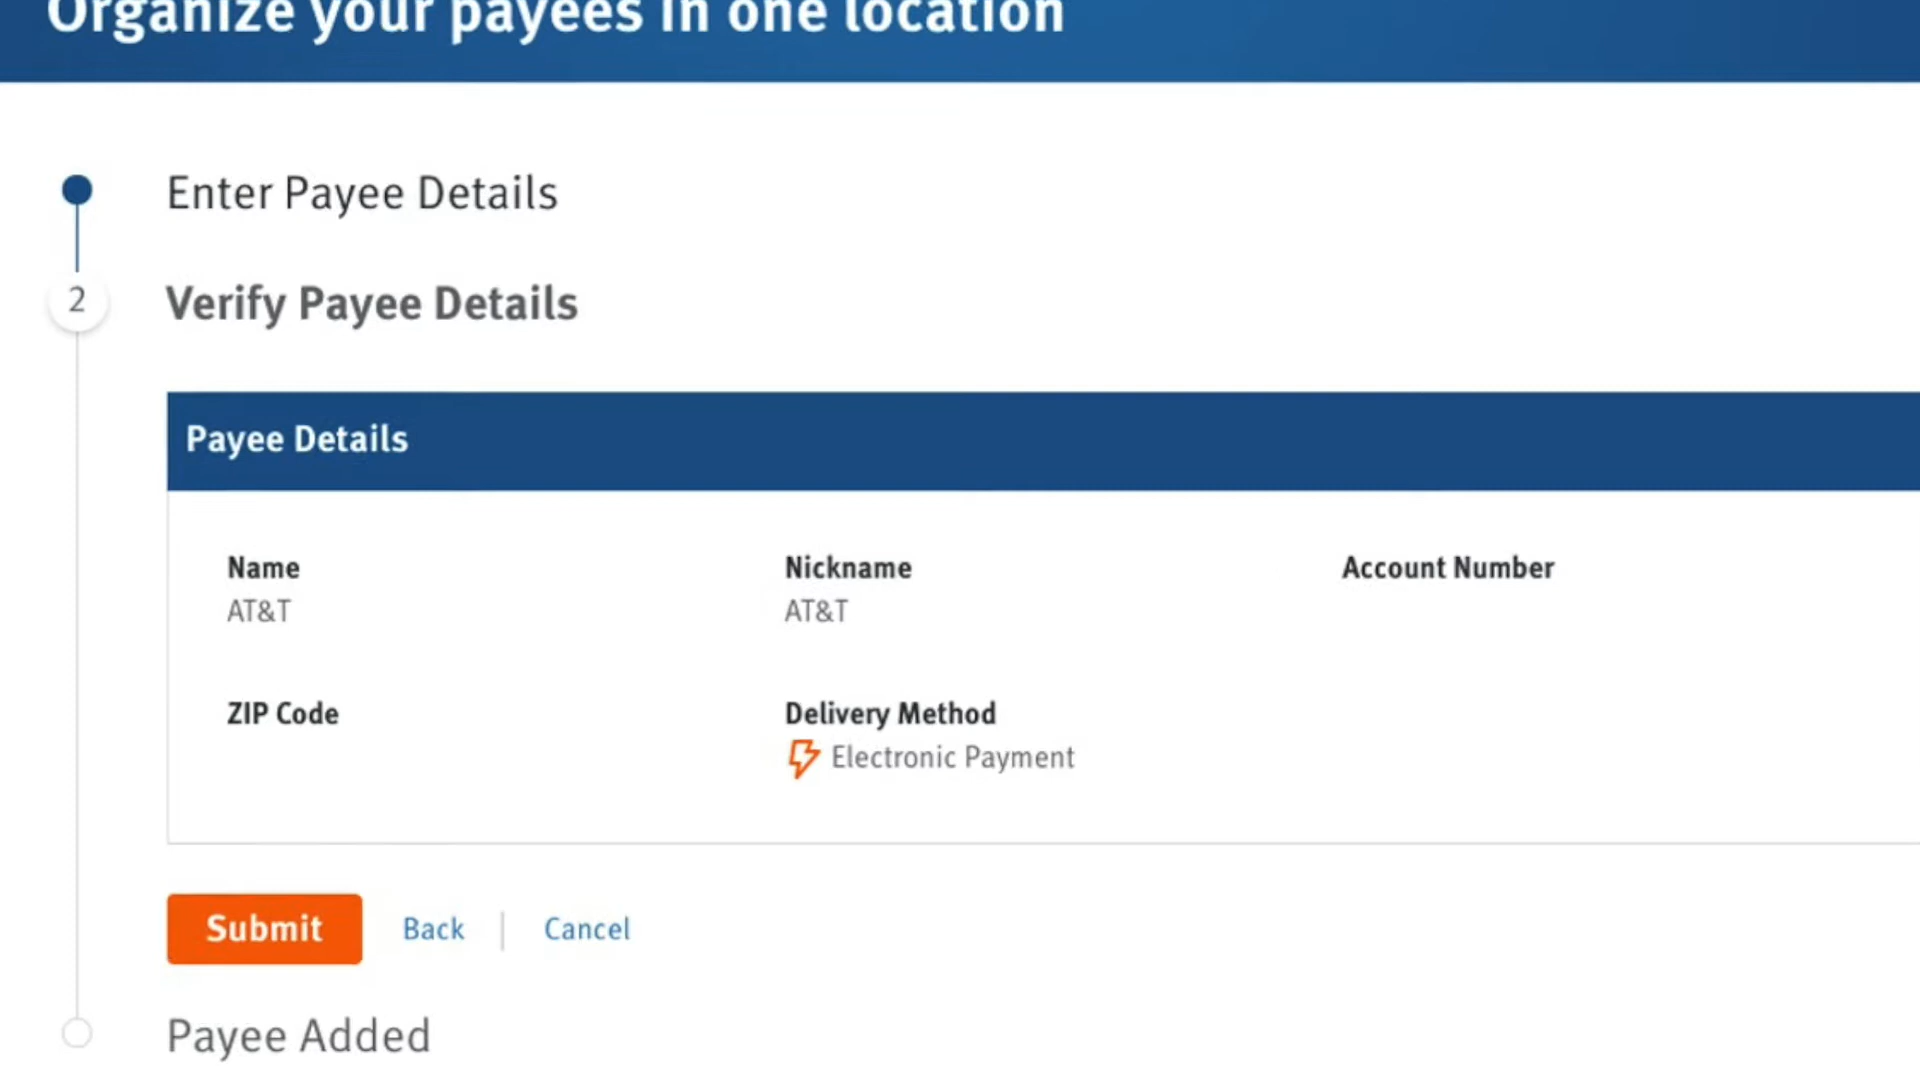 Organize your payees in one location
Enter Payee Details
2 Verify Payee Details
Payee Details
Name Nickname Account Number
AT&T AT&T
ZIP Code Delivery Method
Electronic Payment
Submit Back | Cancel
Payee Added